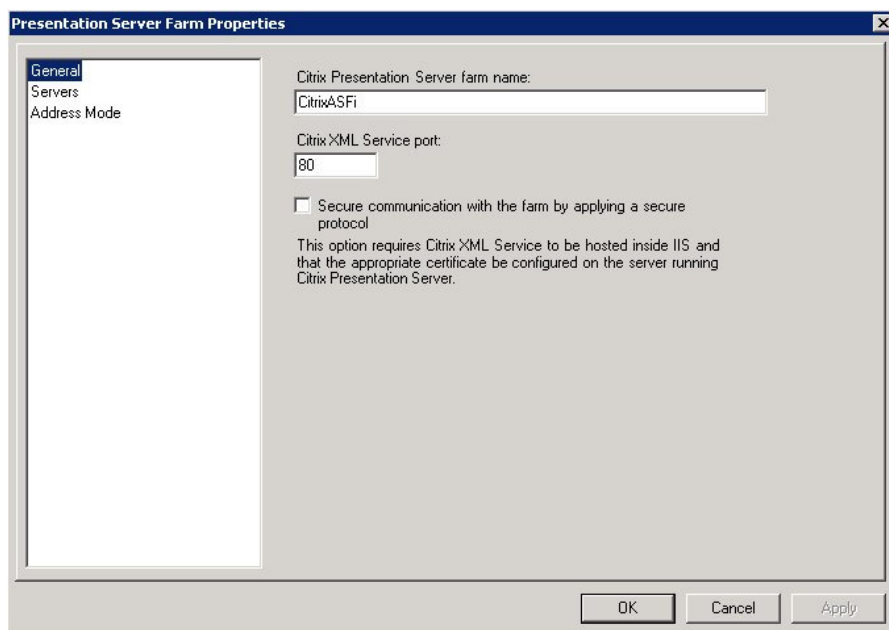 Presentation Server Farm Properties
General
Servers
Address Mode
Citrix Presentation Server farm name:
CitrixASFi
Citrix XML Service port:
80
Secure communication with the farm by applying a secure
protocol
This option requires Citrix XML Service to be hosted inside IIS and
that the appropriate certificate be configured on the server running
Citrix Presentation Server.
OK
Cancel
Apply